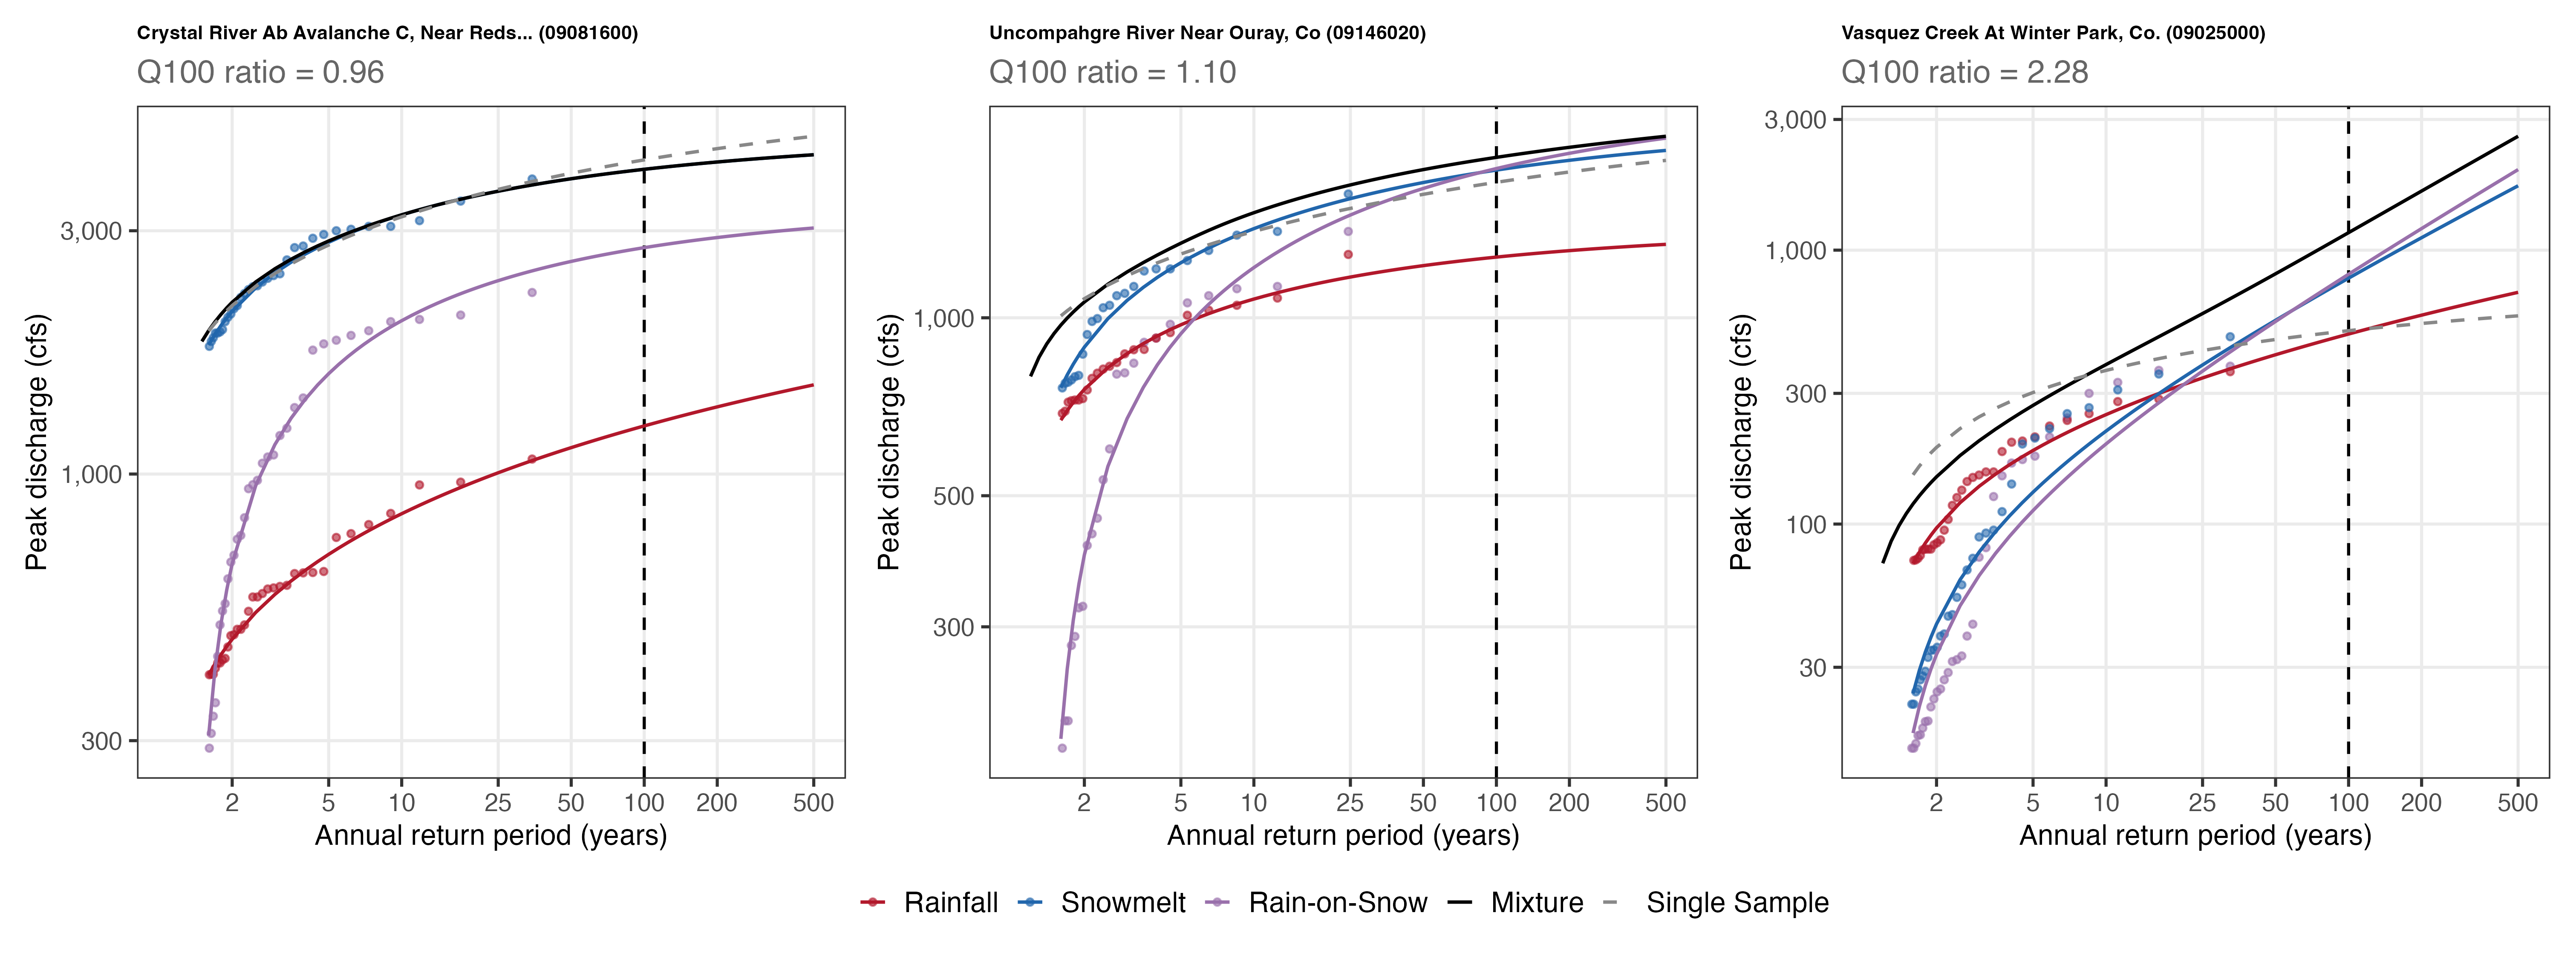 Crystal River Ab Avalanche C, Near Reds... (09081600)
Q100 ratio = 0.96
Peak discharge (cfs)
3,000
1,000
300
2 5 10 25 50 100 200 500
Annual return period (years)
Uncompahgre River Near Ouray, Co (09146020)
Q100 ratio = 1.10
Peak discharge (cfs)
1,000
500
300
2 5 10 25 50 100 200 500
Annual return period (years)
Vasquez Creek At Winter Park, Co. (09025000)
Q100 ratio = 2.28
Peak discharge (cfs)
3,000
1,000
300
100
30
2 5 10 25 50 100 200 500
Annual return period (years)
Rainfall Snowmelt Rain-on-Snow Mixture Single Sample